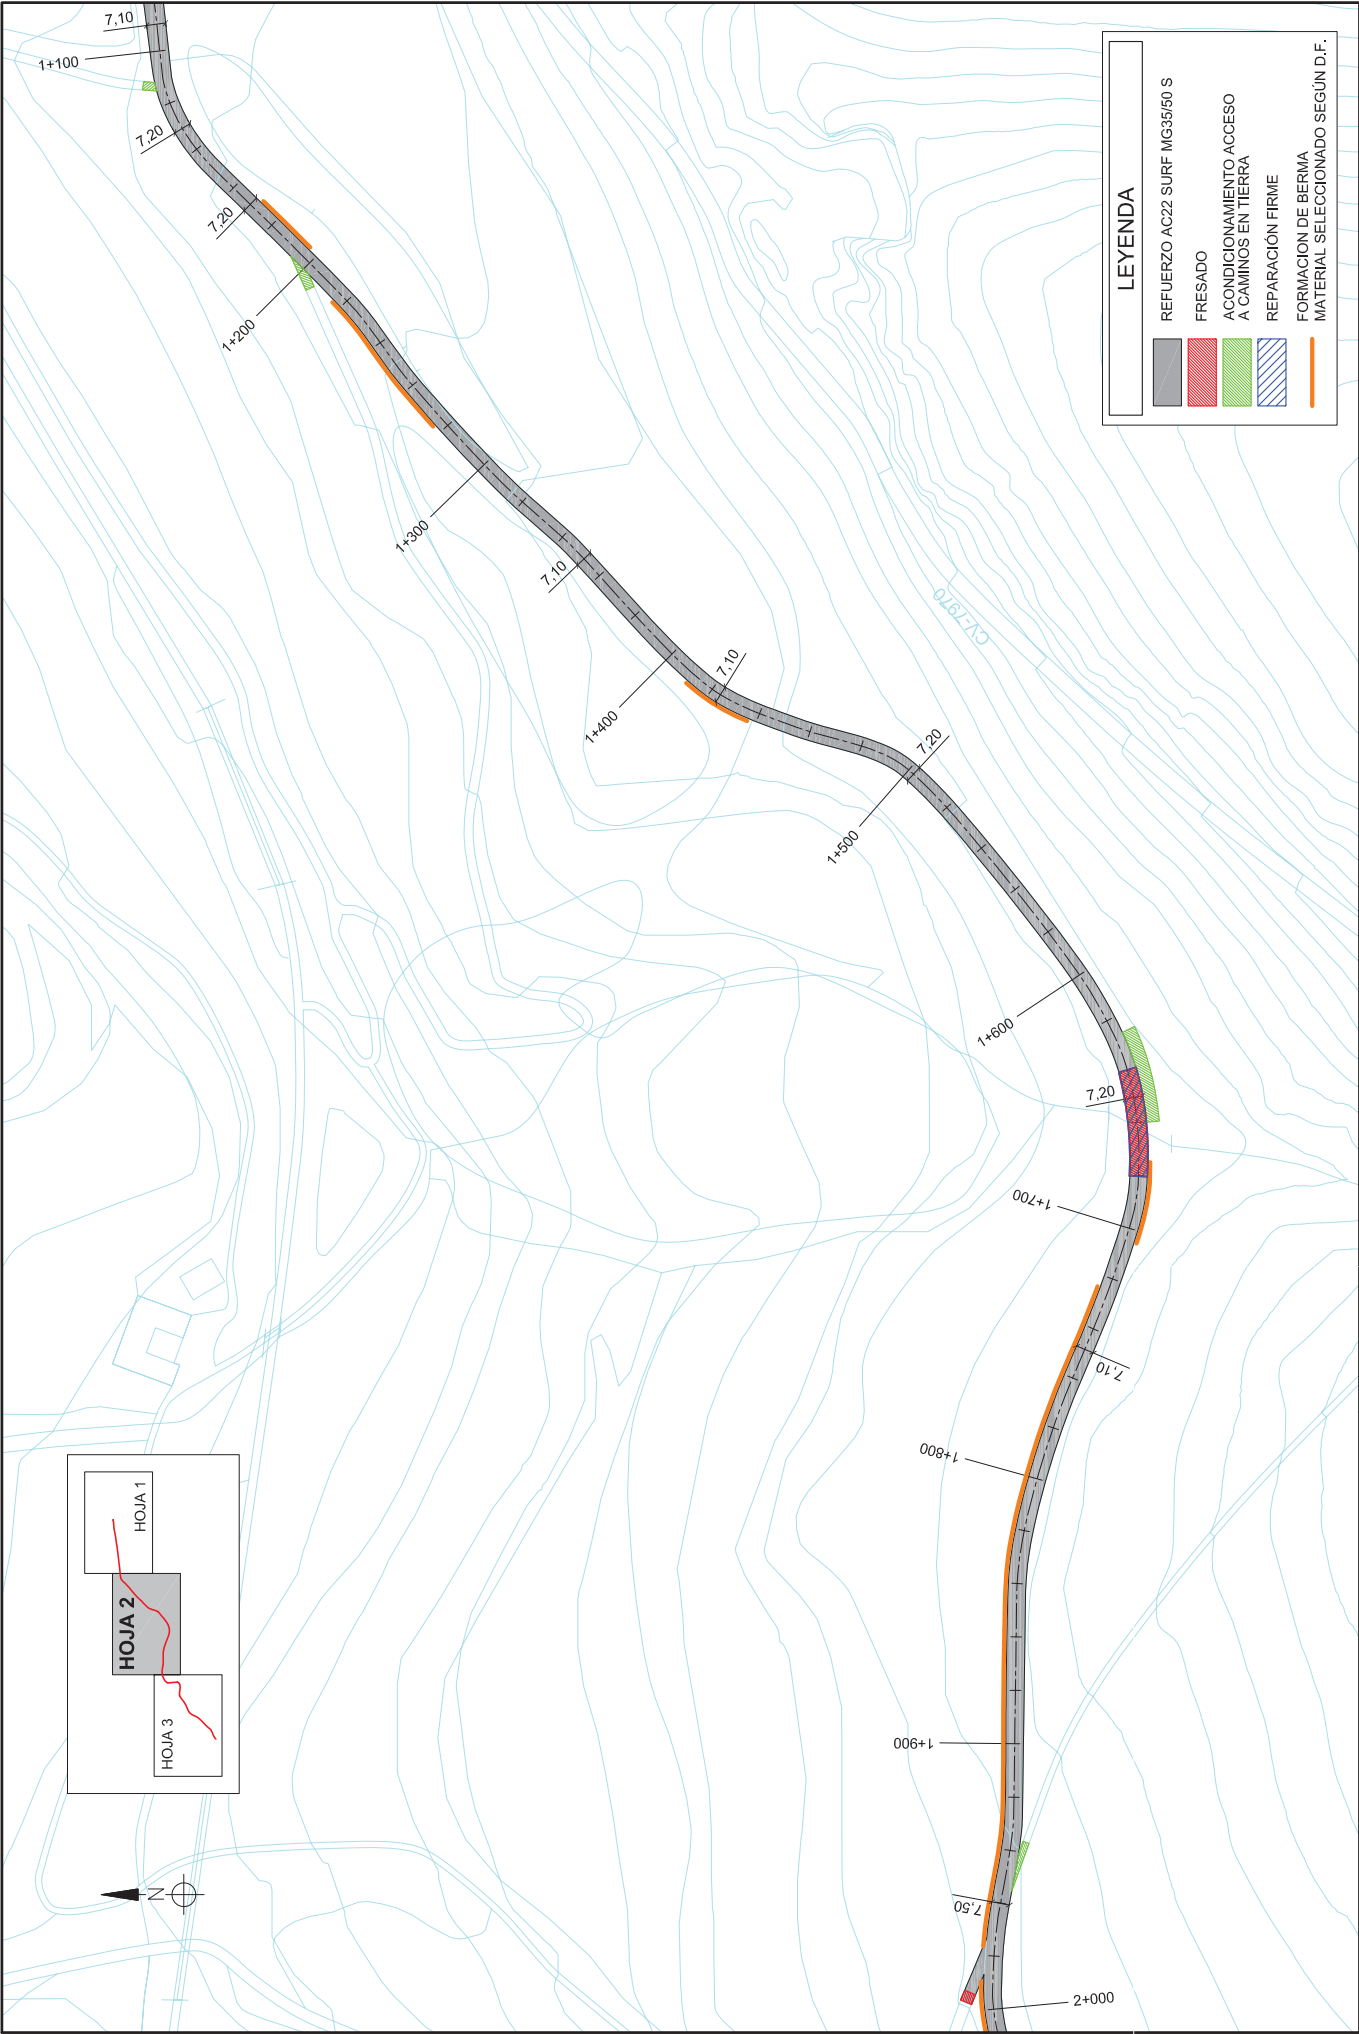 7,10
1+100
7,20
7,20
1+200
1+300
7,10
1+400
7,10
1+500
7,20
1+600
7,20
1+700
7,10
1+800
1+900
7,50
2+000
CV-7970
LEYENDA
REFUERZO AC22 SURF MG35/50 S
FRESADO
ACONDICIONAMIENTO ACCESO
A CAMINOS EN TIERRA
REPARACIÓN FIRME
FORMACION DE BERMA
MATERIAL SELECCIONADO SEGÚN D.F.
HOJA 1
HOJA 2
HOJA 3
N